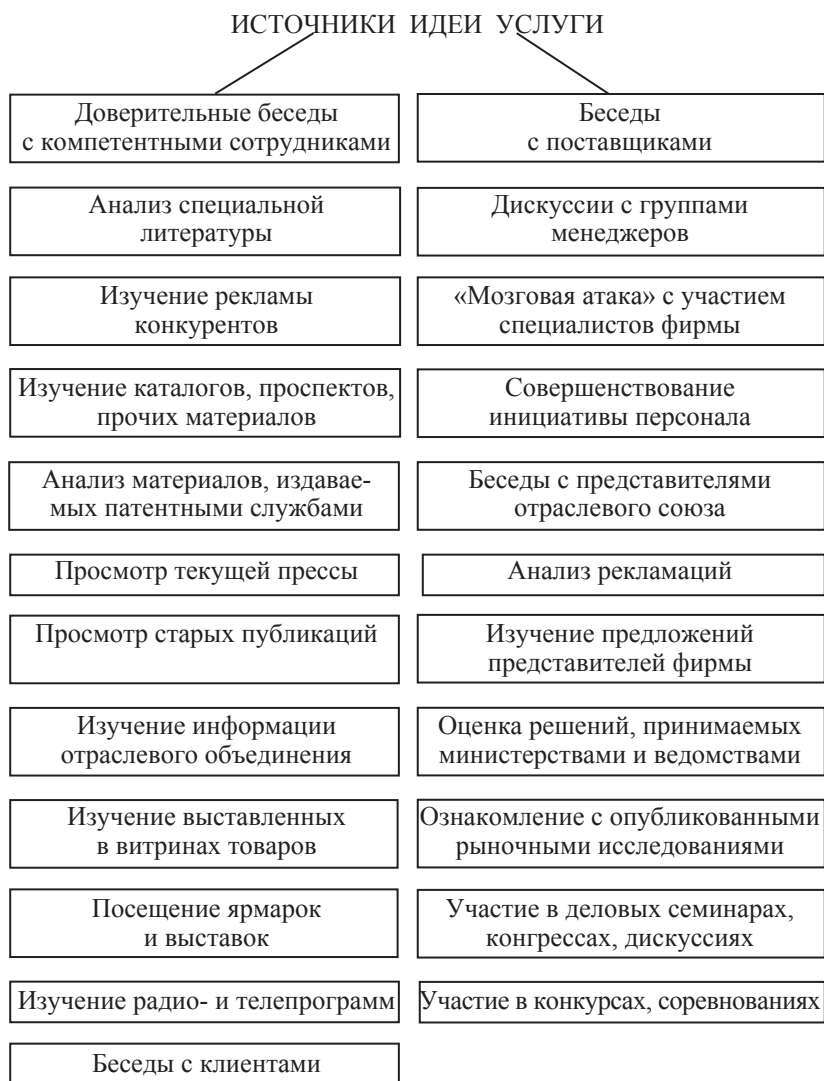 ИСТОЧНИКИ ИДЕИ УСЛУГИ
Доверительные беседы
с компетентными сотрудниками
Анализ специальной
литературы
Изучение рекламы
конкурентов
Изучение каталогов, проспектов,
прочих материалов
Анализ материалов, издавае-
мых патентными службами
Просмотр текущей прессы
Просмотр старых публикаций
Изучение информации
отраслевого объединения
Изучение выставленных
в витринах товаров
Посещение ярмарок
и выставок
Изучение радио- и телепрограмм
Беседы с клиентами
Беседы
с поставщиками
Дискуссии с группами
менеджеров
«Мозговая атака» с участием
специалистов фирмы
Совершенствование
инициативы персонала
Беседы с представителями
отраслевого союза
Анализ рекламаций
Изучение предложений
представителей фирмы
Оценка решений, принимаемых
министерствами и ведомствами
Ознакомление с опубликованными
рыночными исследованиями
Участие в деловых семинарах,
конгрессах, дискуссиях
Участие в конкурсах, соревнованиях